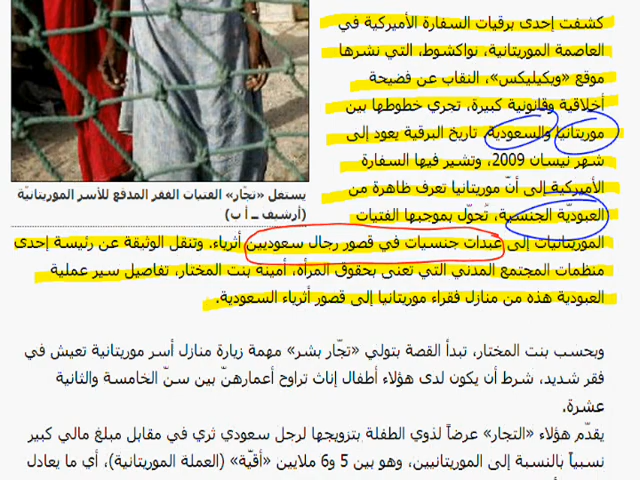 كشفت إحدى برقيات السفارة الأميركية في
العاصمة الموريتانية، نواكشوط، التي نشرها
موقع «ويكيليكس»، النقاب عن فضيحة
أخلاقية وقانونية كبيرة، تجري خطوطها بين
موريتانيا والسعودية. تاريخ البرقية يعود إلى
شهر نيسان 2009، وتشير فيها السفارة
الأميركية إلى أنّ موريتانيا تعرف ظاهرة من
العبوديّة الجنسية، تُحوّل بموجبها الفتيات
الموريتانيات إلى عبدات جنسيات في قصور رجال سعوديين أثرياء. وتنقل الوثيقة عن رئيسة إحدى
منظمات المجتمع المدني التي تعنى بحقوق المرأة، أمينة بنت المختار، تفاصيل سير عملية
العبودية هذه من منازل فقراء موريتانيا إلى قصور أثرياء السعودية.
يستغل «تجّار» الفتيات الفقر المدقع للأسر الموريتانيّة
(أرشيف ــ أ ب)
وبحسب بنت المختار، تبدأ القصة بتولي «تجّار بشر» مهمة زيارة منازل أسر موريتانية تعيش في
فقر شديد، شرط أن يكون لدى هؤلاء أطفال إناث تراوح أعمارهنّ بين سنّ الخامسة والثانية
عشرة.
يقدّم هؤلاء «التجار» عرضاً لذوي الطفلة بتزويجها لرجل سعودي ثري في مقابل مبلغ مالي كبير
نسبياً بالنسبة إلى الموريتانيين، وهو بين 5 و6 ملايين «أقيّة» (العملة الموريتانية)، أي ما يعادل